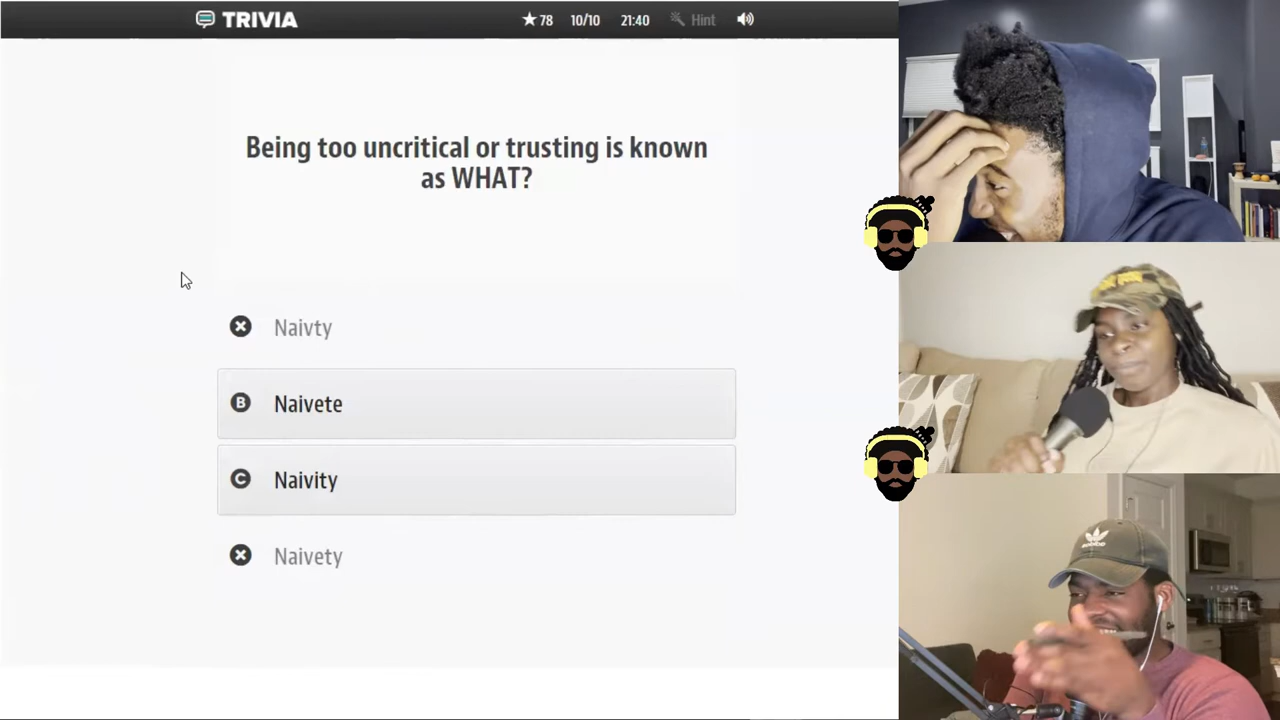 TRIVIA
78
10/10
21:40
Hint
Being too uncritical or trusting is known
as WHAT?
Naivty
B
Naivete
C
Naivity
Naivety